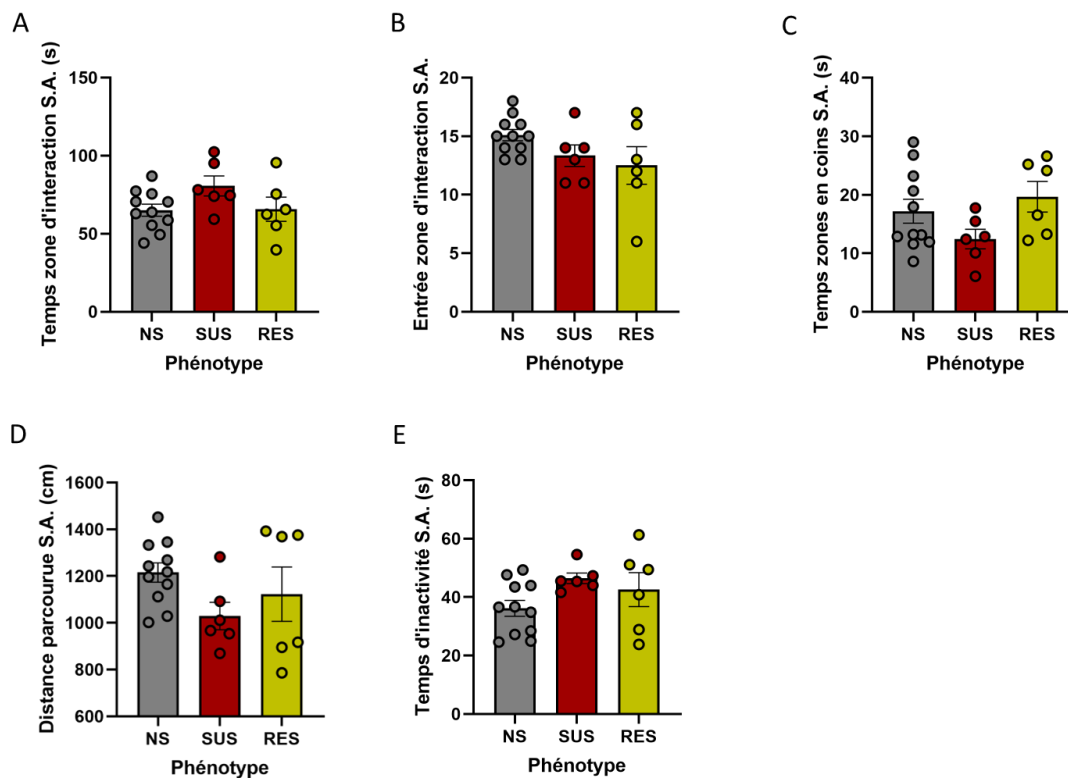 A
Temps zone d'interaction S.A. (s)
150
100
50
0
NS SUS RES
Phénotype
B
Entrée zone d'interaction S.A.
20
15
10
5
0
NS SUS RES
Phénotype
C
Temps zones en coins S.A. (s)
40
30
20
10
0
NS SUS RES
Phénotype
D
Distance parcourue S.A. (cm)
1600
1400
1200
1000
800
600
NS SUS RES
Phénotype
E
Temps d'inactivité S.A. (s)
80
60
40
20
0
NS SUS RES
Phénotype